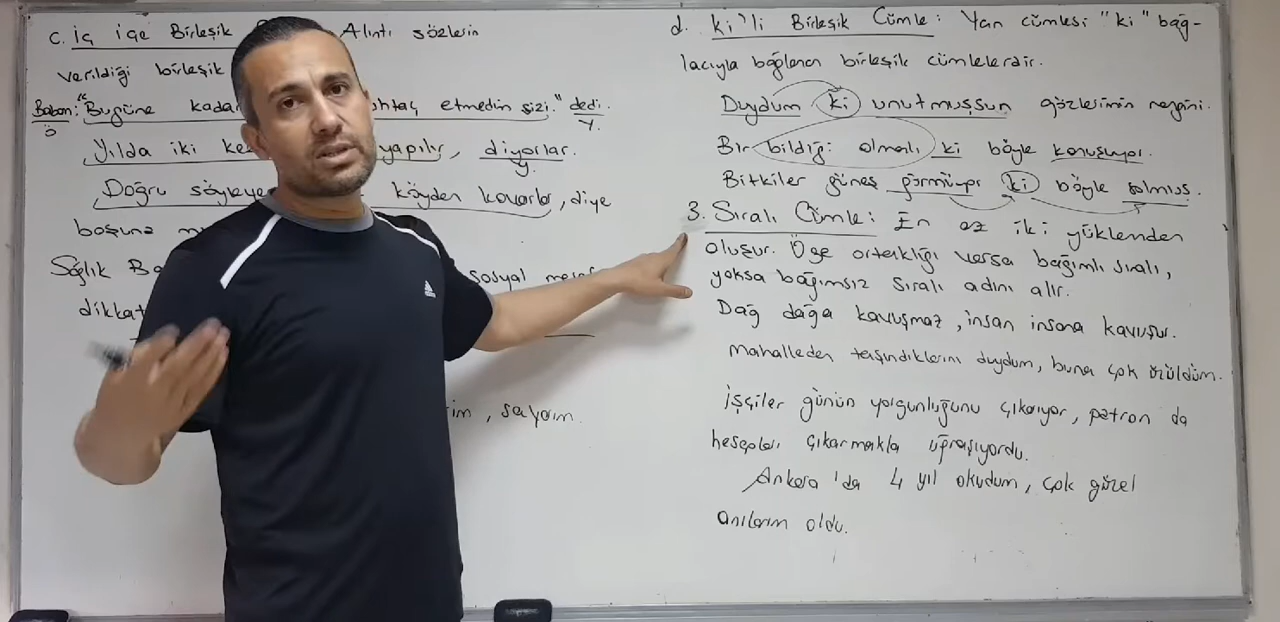 c. İç içe Birleşik Alıntı sözlerin
verildiği birleşik
Babam: "Bugüne kadar etmedim sizi." dedi.
ö y.
Yılda iki yapılır, diyorlar.
y.
Doğru söyleyen köyden kovarlar, diye
boşuna
Sağlık sosyal
dikkat
, saydım.
d. ki'li Birleşik Cümle: Yan cümlesi "ki" bağ-
lacıyla bağlanan birleşik cümlelerdir.
Duydum ki unutmuşsun gözlerimin rengini.
Bir bildiği olmalı ki böyle konuşuyor.
Bitkiler güneş görmüyor ki böyle solmuş.
3. Sıralı Cümle: En az iki yüklemden
oluşur. Öge ortaklığı varsa bağımlı sıralı,
yoksa bağımsız sıralı adını alır.
Dağ dağa kavuşmaz, insan insana kavuşur.
Mahalleden taşındıklarını duydum, buna çok üzüldüm.
İşçiler günün yorgunluğunu çıkarıyor, patron da
hesapları çıkarmakla uğraşıyordu.
Ankara'da 4 yıl okudum, çok güzel
anılarım oldu.